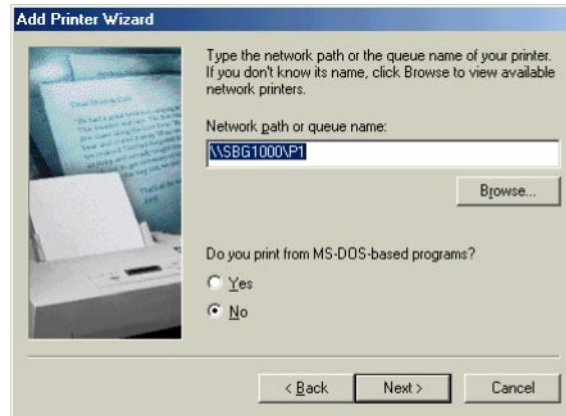 Add Printer Wizard
Type the network path or the queue name of your printer.
If you don't know its name, click Browse to view available
network printers.
Network path or queue name:
\\SBG1000\P1
Browse...
Do you print from MS-DOS-based programs?
Yes
No
< Back
Next >
Cancel